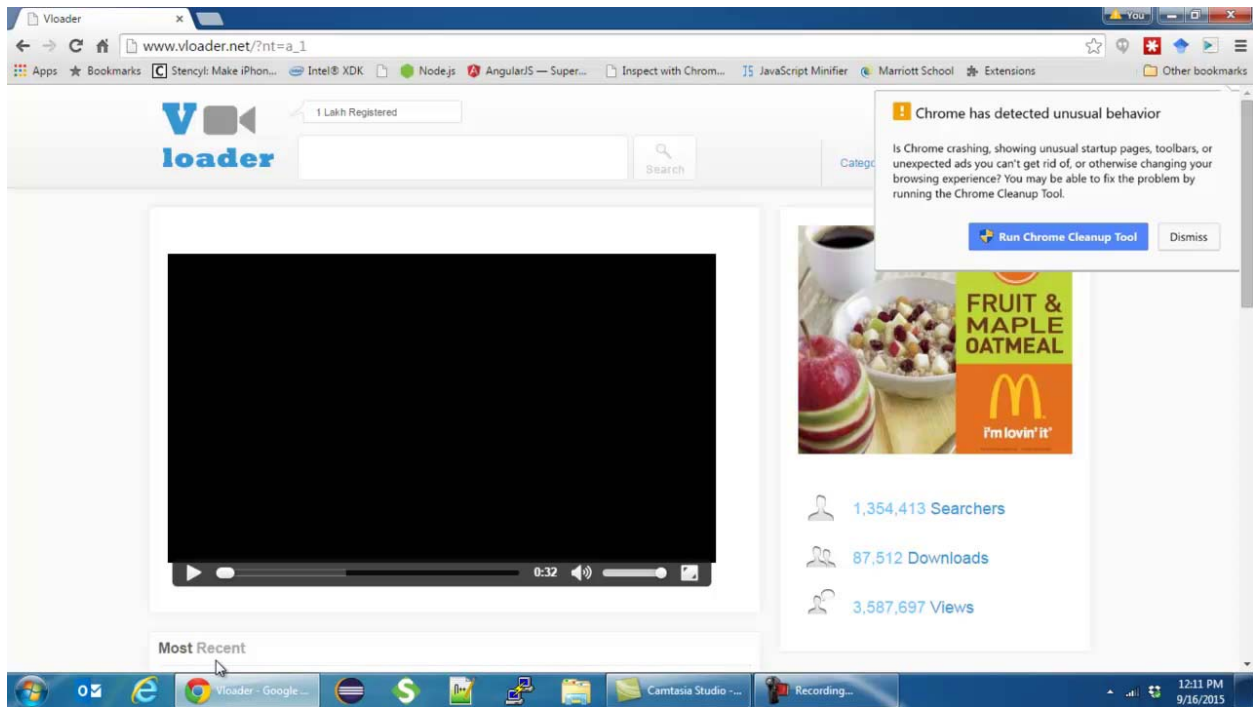 Vloader
You
www.vloader.net/?nt=a_1
Apps Bookmarks Stencyl: Make iPhon... Intel® XDK Node.js AngularJS — Super... Inspect with Chrom... JavaScript Minifier Marriott School Extensions Other bookmarks
V
loader
1 Lakh Registered
Search
Catego
Chrome has detected unusual behavior
Is Chrome crashing, showing unusual startup pages, toolbars, or
unexpected ads you can't get rid of, or otherwise changing your
browsing experience? You may be able to fix the problem by
running the Chrome Cleanup Tool.
Run Chrome Cleanup Tool Dismiss
FRUIT &
MAPLE
OATMEAL
i'm lovin' it
1,354,413 Searchers
87,512 Downloads
3,587,697 Views
0:32
Most Recent
Vloader - Google ...
Camtasia Studio -...
Recording...
12:11 PM
9/16/2015